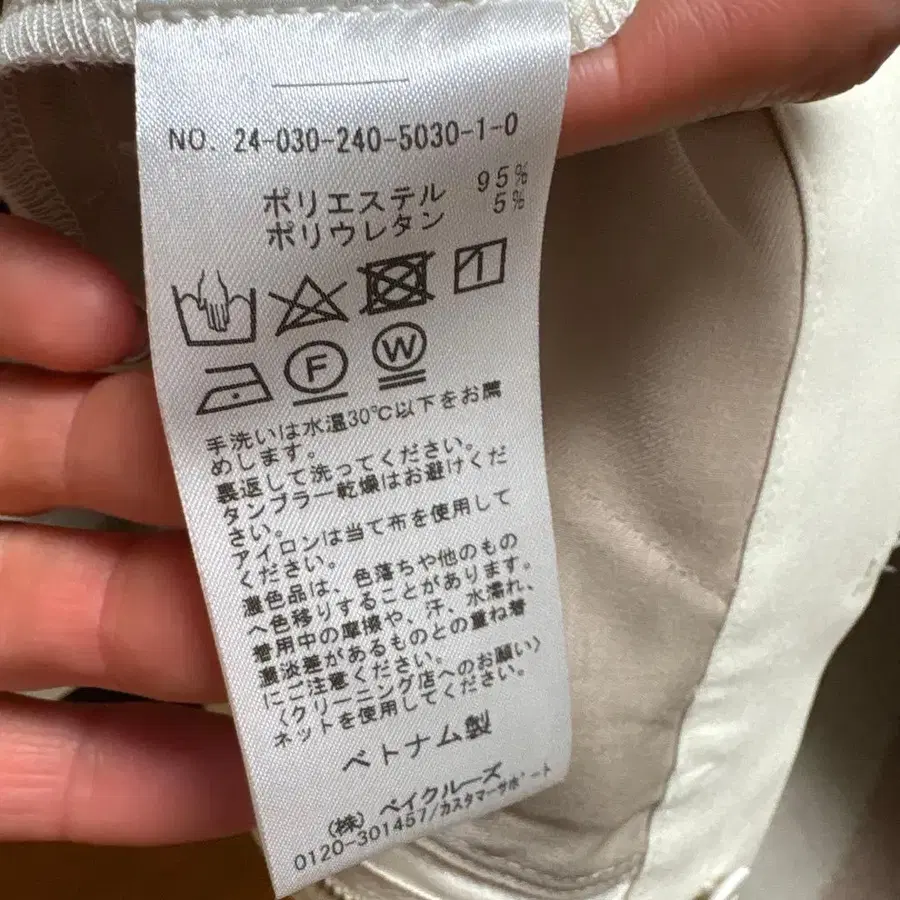 NO. 24-030-240-5030-1-0
ポリエステル 95%
ポリウレタン 5%
1
F W
手洗いは水温30℃以下をお薦
めします。
裏返して洗ってください。
タンブラー乾燥はお避けくだ
さい。
アイロンは当て布を使用して
ください。
濃色品は、色落ちや他のもの
へ色移りすることがあります。
着用中の摩擦や、汗、水濡れ、
濃淡差があるものとの重ね着
にご注意ください。
〈クリーニング店へのお願い〉
ネットを使用してください。
ベトナム製
(株) ベイクルーズ
0120-301457/カスタマーサポート